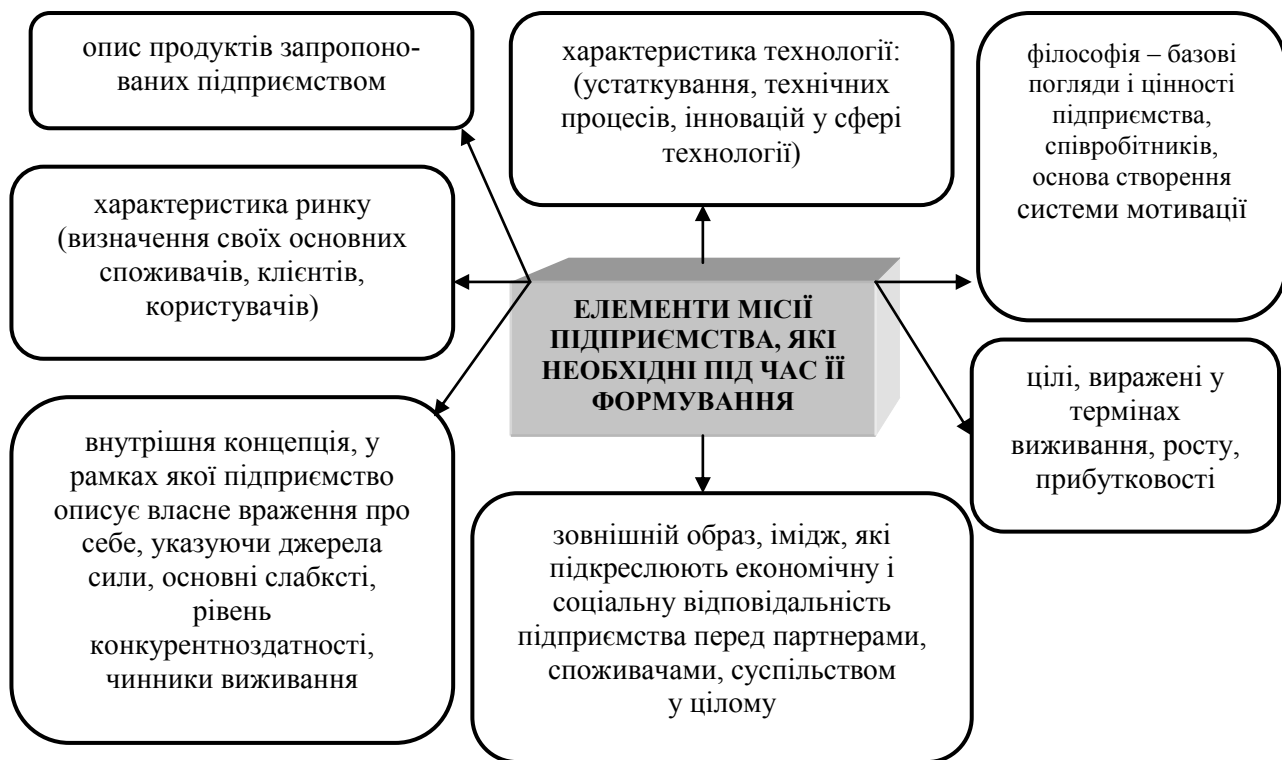 опис продуктів запропоно-
ваних підприємством
характеристика технології:
(устаткування, технічних
процесів, інновацій у сфері
технології)
філософія – базові
погляди і цінності
підприємства,
співробітників,
основа створення
системи мотивації
характеристика ринку
(визначення своїх основних
споживачів, клієнтів,
користувачів)
ЕЛЕМЕНТИ МІСІЇ
ПІДПРИЄМСТВА, ЯКІ
НЕОБХІДНІ ПІД ЧАС ЇЇ
ФОРМУВАННЯ
цілі, виражені у
термінах
виживання, росту,
прибутковості
внутрішня концепція, у
рамках якої підприємство
описує власне враження про
себе, указуючи джерела
сили, основні слабксті,
рівень
конкурентноздатності,
чинники виживання
зовнішній образ, імідж, які
підкреслюють економічну і
соціальну відповідальність
підприємства перед партнерами,
споживачами, суспільством
у цілому